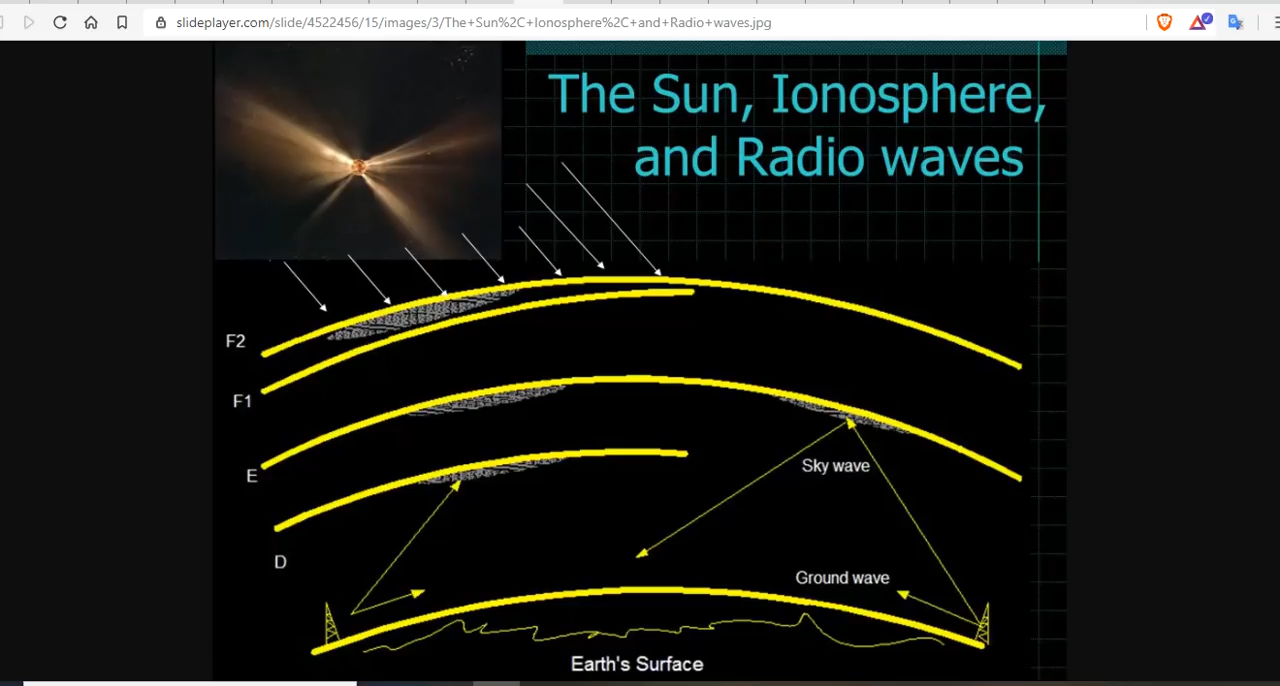 slideplayer.com/slide/4522456/15/images/3/The+Sun%2C+Ionosphere%2C+and+Radio+waves.jpg
The Sun, Ionosphere,
and Radio waves
F2
F1
E
Sky wave
D
Ground wave
Earth's Surface